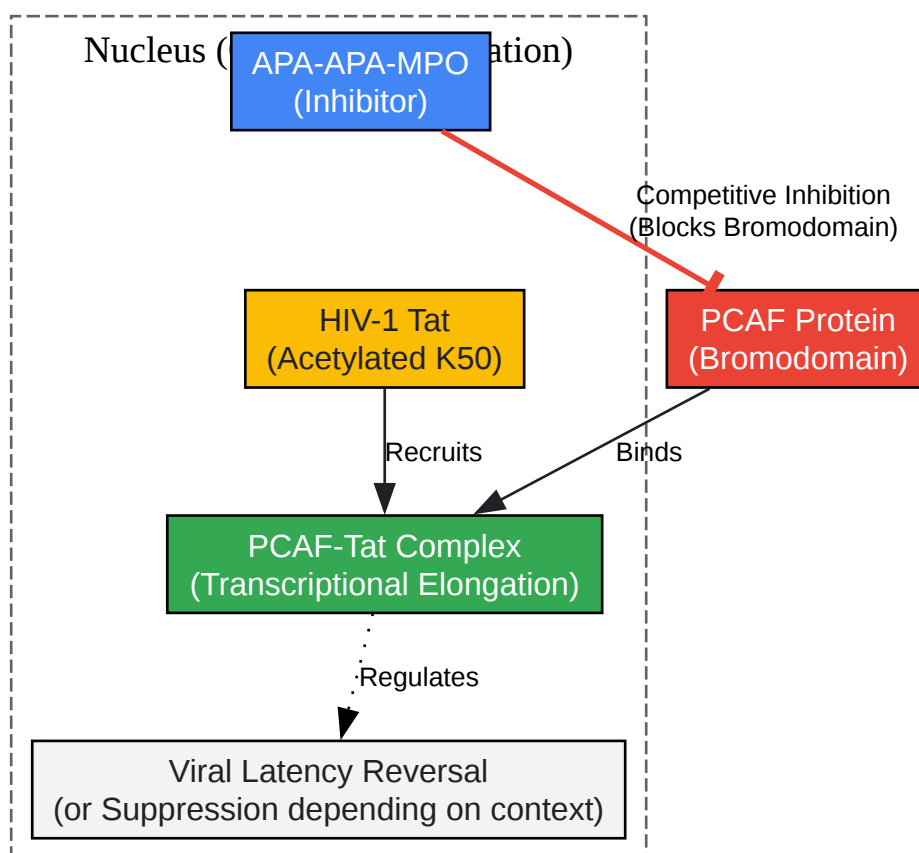 Nucleus ( ation)
APA-APA-MPO
(Inhibitor)
Competitive Inhibition
(Blocks Bromodomain)
HIV-1 Tat
(Acetylated K50)
PCAF Protein
(Bromodomain)
Recruits
Binds
PCAF-Tat Complex
(Transcriptional Elongation)
Regulates
Viral Latency Reversal
(or Suppression depending on context)